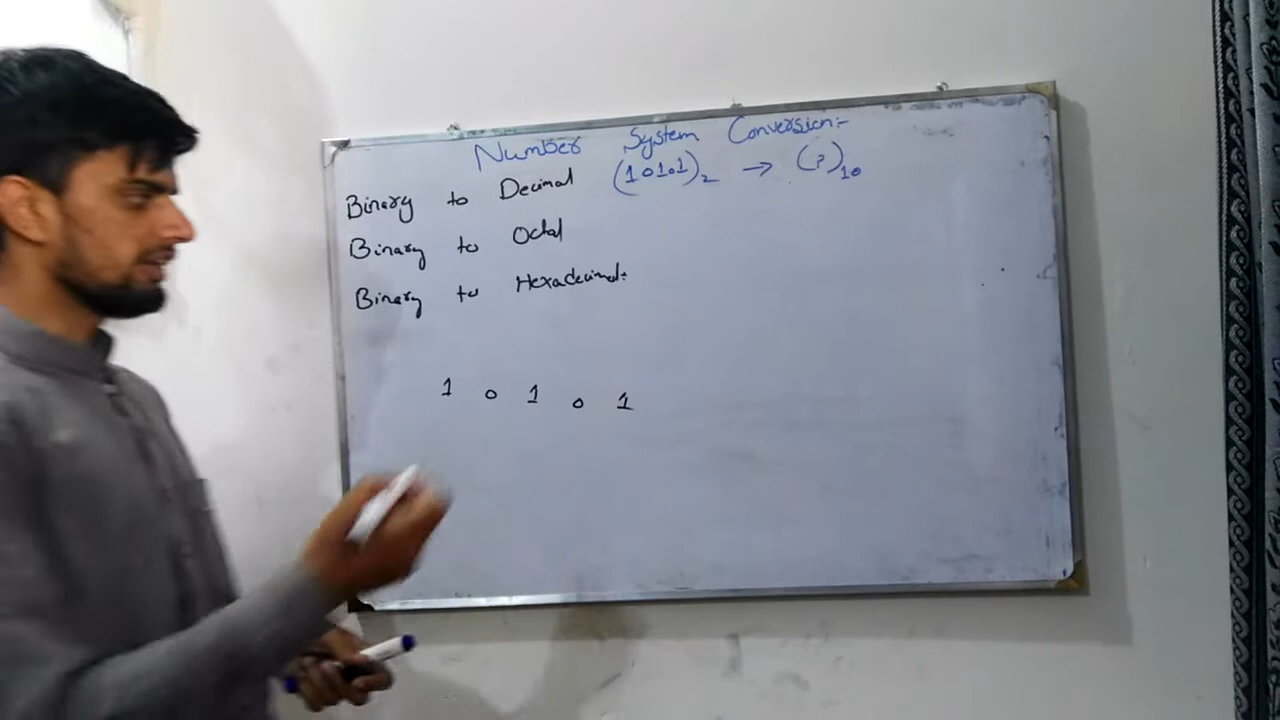 Number System Conversion:-
Binary to Decimal (10101)₂ → (?)₁₀
Binary to Octal
Binary to Hexadecimal:
1 0 1 0 1